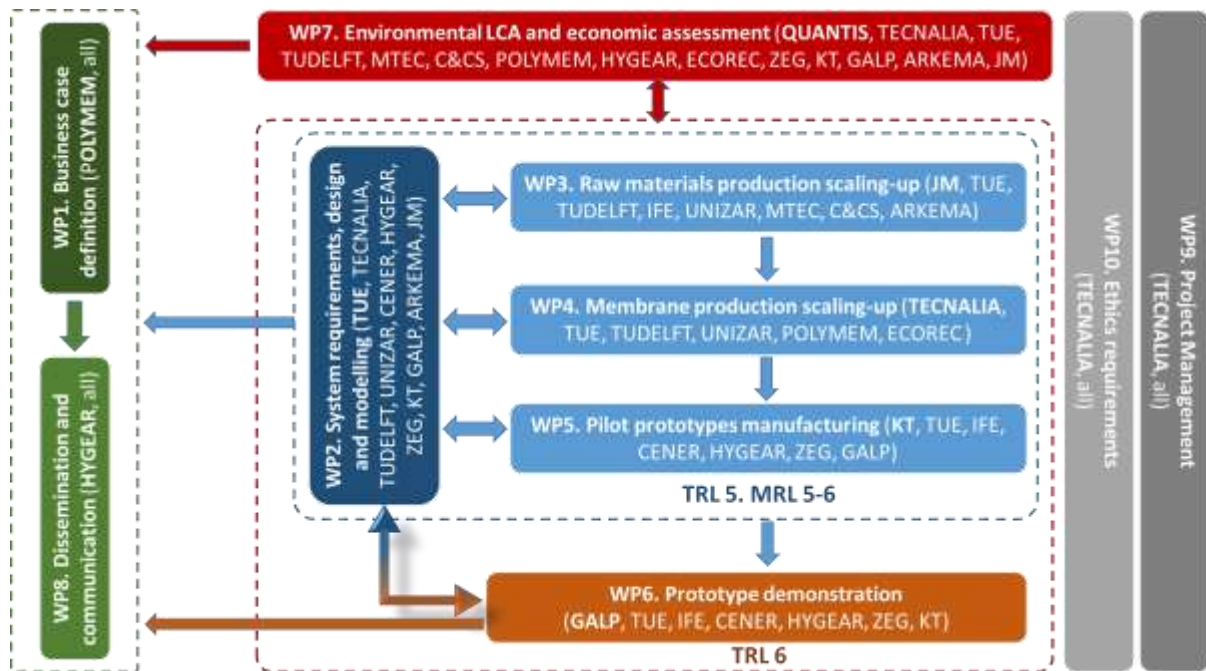 WP7. Environmental LCA and economic assessment (QUANTIS, TECNALIA, TUE,
TUDELFT, MTEC, C&CS, POLYMEM, HYGEAR, ECOREC, ZEG, KT, GALP, ARKEMA, JM)
WP1. Business case
definition (POLYMEM, all)
WP8. Dissemination and
communication (HYGEAR, all)
WP2. System requirements, design
and modelling (TUE, TECNALIA,
TUDELFT, UNIZAR, CENER, HYGEAR,
ZEG, KT, GALP, ARKEMA, JM)
WP3. Raw materials production scaling-up (JM, TUE,
TUDELFT, IFE, UNIZAR, MTEC, C&CS, ARKEMA)
WP4. Membrane production scaling-up (TECNALIA,
TUE, TUDELFT, UNIZAR, POLYMEM, ECOREC)
WP5. Pilot prototypes manufacturing (KT, TUE, IFE,
CENER, HYGEAR, ZEG, GALP)
TRL 5. MRL 5-6
WP6. Prototype demonstration
(GALP, TUE, IFE, CENER, HYGEAR, ZEG, KT)
TRL 6
WP10. Ethics requirements
(TECNALIA, all)
WP9. Project Management
(TECNALIA, all)